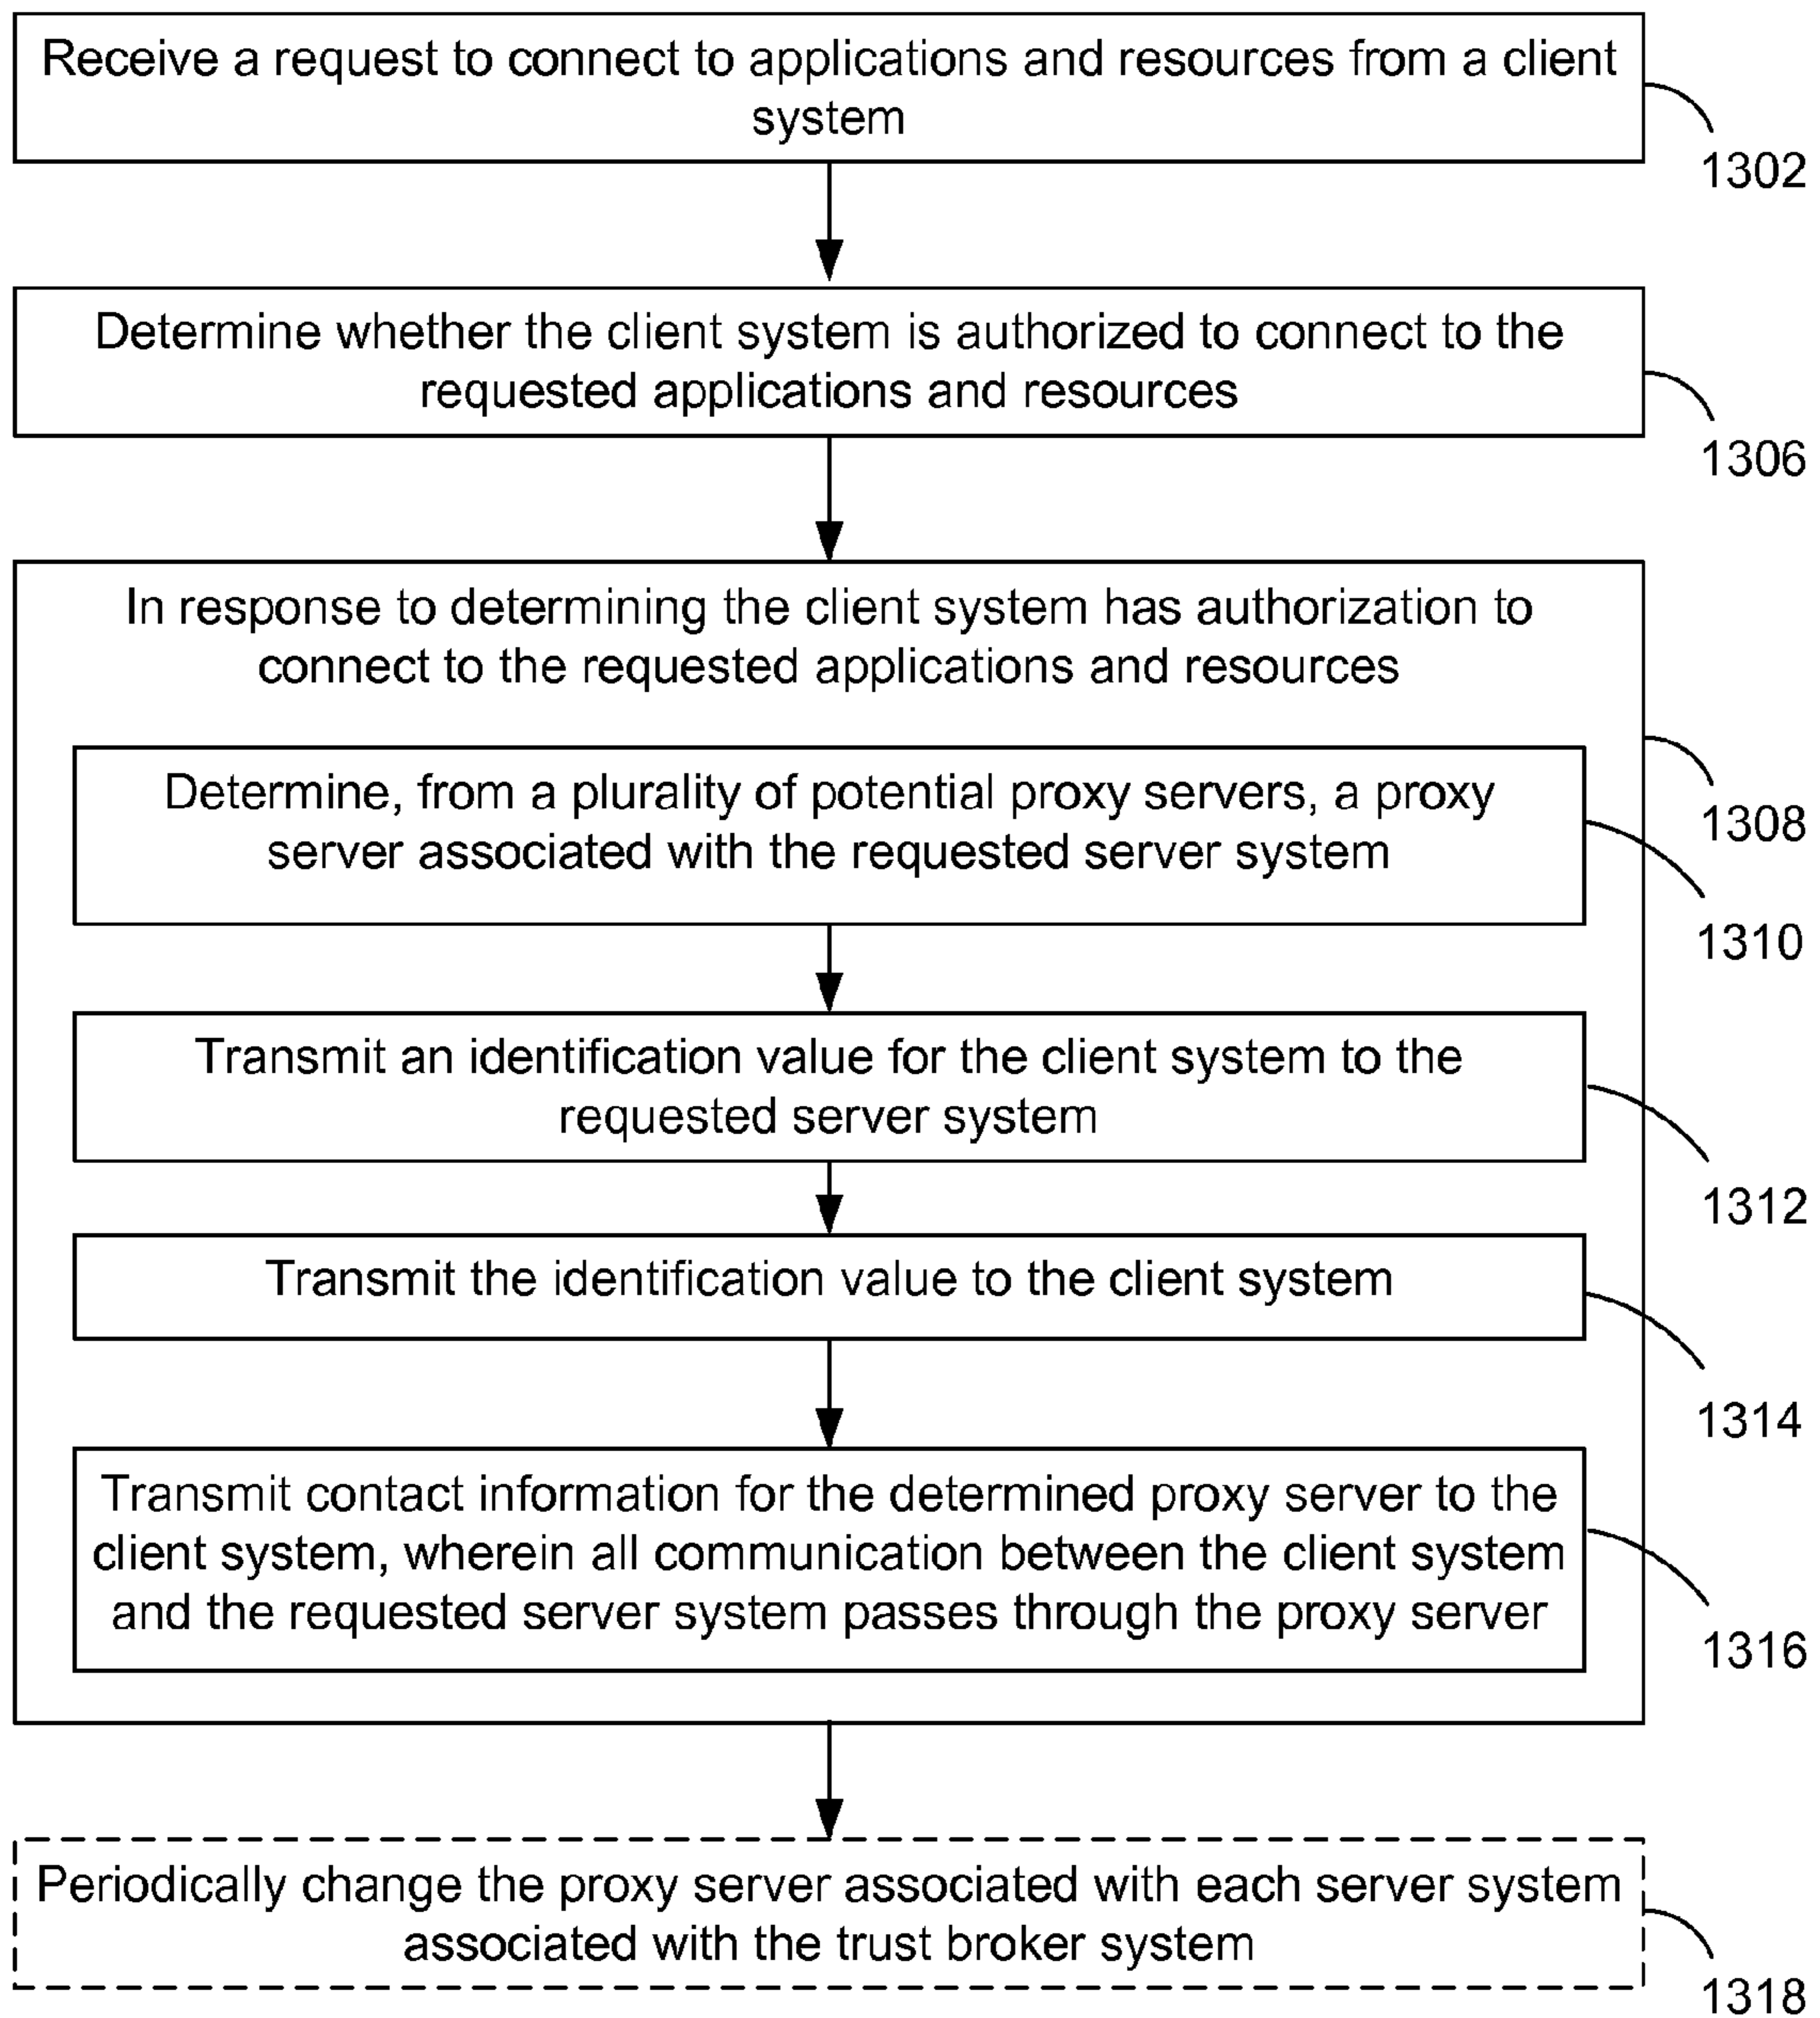 Receive a request to connect to applications and resources from a client
system
1302
Determine whether the client system is authorized to connect to the
requested applications and resources
1306
In response to determining the client system has authorization to
connect to the requested applications and resources
1308
Determine, from a plurality of potential proxy servers, a proxy
server associated with the requested server system
1310
Transmit an identification value for the client system to the
requested server system
1312
Transmit the identification value to the client system
1314
Transmit contact information for the determined proxy server to the
client system, wherein all communication between the client system
and the requested server system passes through the proxy server
1316
Periodically change the proxy server associated with each server system
associated with the trust broker system
1318